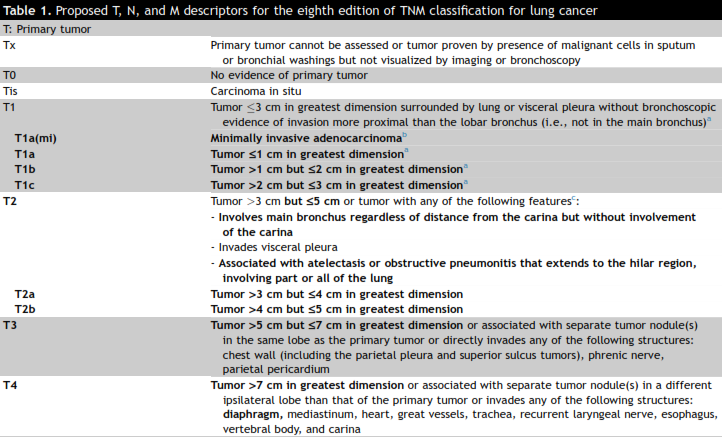 Table 1. Proposed T, N, and M descriptors for the eighth edition of TNM classification for lung cancer
T: Primary tumor
Tx Primary tumor cannot be assessed or tumor proven by presence of malignant cells in sputum
or bronchial washings but not visualized by imaging or bronchoscopy
T0 No evidence of primary tumor
Tis Carcinoma in situ
T1 Tumor ≤3 cm in greatest dimension surrounded by lung or visceral pleura without bronchoscopic
evidence of invasion more proximal than the lobar bronchus (i.e., not in the main bronchus)a
T1a(mi) Minimally invasive adenocarcinomab
T1a Tumor ≤1 cm in greatest dimensiona
T1b Tumor >1 cm but ≤2 cm in greatest dimensiona
T1c Tumor >2 cm but ≤3 cm in greatest dimensiona
T2 Tumor >3 cm but ≤5 cm or tumor with any of the following featuresc:
- Involves main bronchus regardless of distance from the carina but without involvement
of the carina
- Invades visceral pleura
- Associated with atelectasis or obstructive pneumonitis that extends to the hilar region,
involving part or all of the lung
T2a Tumor >3 cm but ≤4 cm in greatest dimension
T2b Tumor >4 cm but ≤5 cm in greatest dimension
T3 Tumor >5 cm but ≤7 cm in greatest dimension or associated with separate tumor nodule(s)
in the same lobe as the primary tumor or directly invades any of the following structures:
chest wall (including the parietal pleura and superior sulcus tumors), phrenic nerve,
parietal pericardium
T4 Tumor >7 cm in greatest dimension or associated with separate tumor nodule(s) in a different
ipsilateral lobe than that of the primary tumor or invades any of the following structures:
diaphragm, mediastinum, heart, great vessels, trachea, recurrent laryngeal nerve, esophagus,
vertebral body, and carina